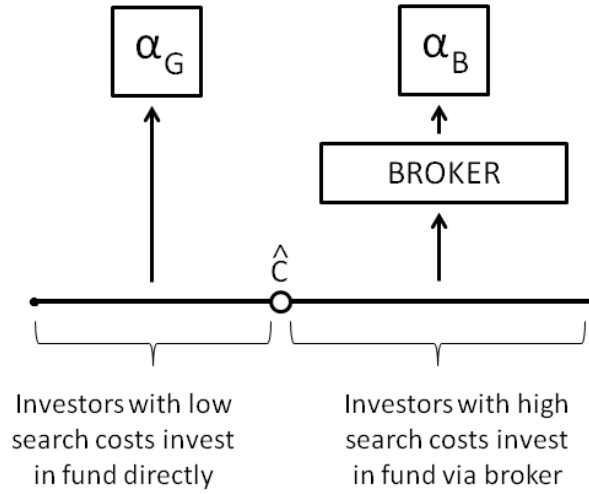 α_G
α_B
BROKER
Ĉ
Investors with low
search costs invest
in fund directly
Investors with high
search costs invest
in fund via broker